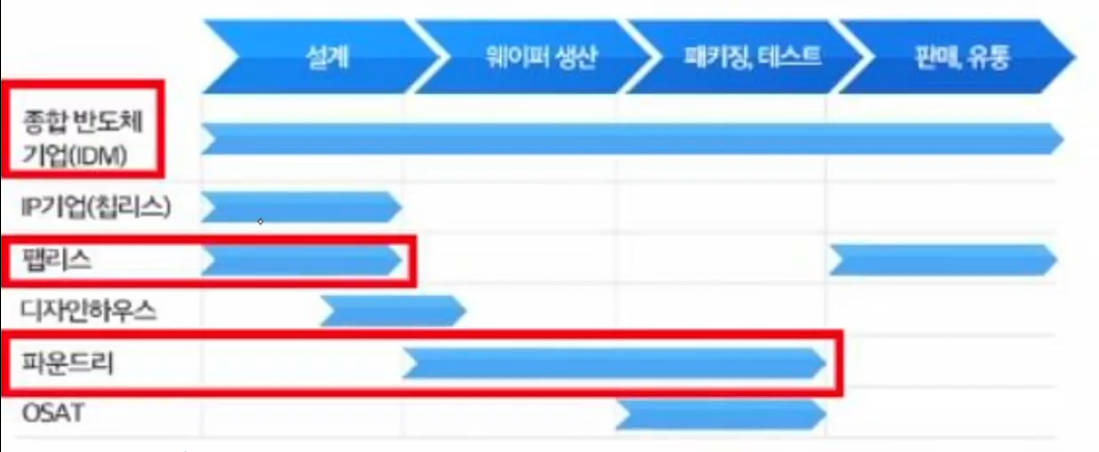 설계
웨이퍼 생산
패키징, 테스트
판매, 유통
종합 반도체
기업(IDM)
IP기업(칩리스)
팹리스
디자인하우스
파운드리
OSAT